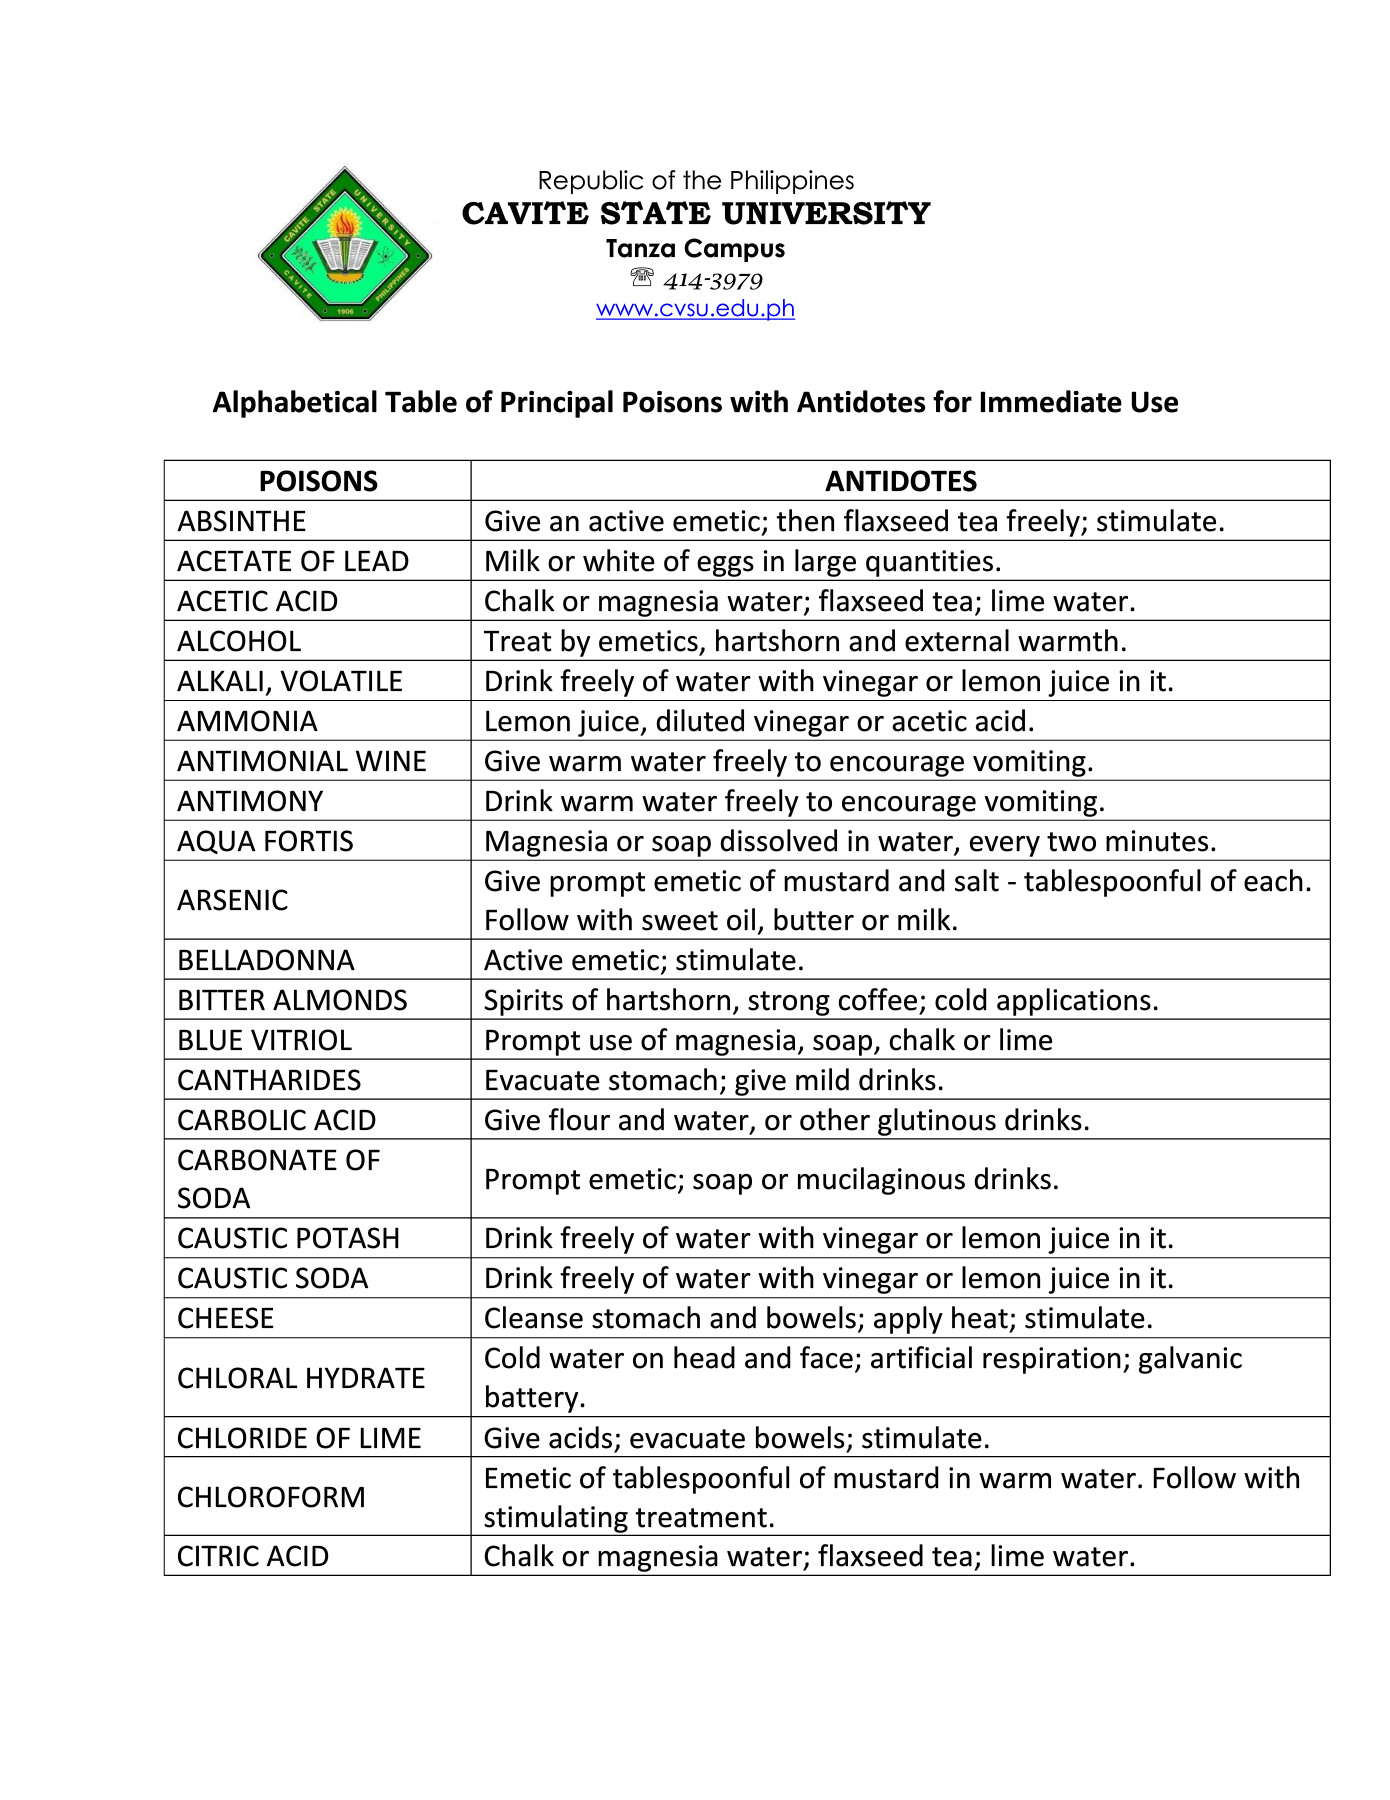 CAVITE STATE UNIVERSITY
CAVITE
PHILIPPINES
1906
Republic of the Philippines
CAVITE STATE UNIVERSITY
Tanza Campus
☏ 414-3979
www.cvsu.edu.ph
Alphabetical Table of Principal Poisons with Antidotes for Immediate Use
POISONS ANTIDOTES
ABSINTHE Give an active emetic; then flaxseed tea freely; stimulate.
ACETATE OF LEAD Milk or white of eggs in large quantities.
ACETIC ACID Chalk or magnesia water; flaxseed tea; lime water.
ALCOHOL Treat by emetics, hartshorn and external warmth.
ALKALI, VOLATILE Drink freely of water with vinegar or lemon juice in it.
AMMONIA Lemon juice, diluted vinegar or acetic acid.
ANTIMONIAL WINE Give warm water freely to encourage vomiting.
ANTIMONY Drink warm water freely to encourage vomiting.
AQUA FORTIS Magnesia or soap dissolved in water, every two minutes.
ARSENIC Give prompt emetic of mustard and salt - tablespoonful of each.
Follow with sweet oil, butter or milk.
BELLADONNA Active emetic; stimulate.
BITTER ALMONDS Spirits of hartshorn, strong coffee; cold applications.
BLUE VITRIOL Prompt use of magnesia, soap, chalk or lime
CANTHARIDES Evacuate stomach; give mild drinks.
CARBOLIC ACID Give flour and water, or other glutinous drinks.
CARBONATE OF
SODA Prompt emetic; soap or mucilaginous drinks.
CAUSTIC POTASH Drink freely of water with vinegar or lemon juice in it.
CAUSTIC SODA Drink freely of water with vinegar or lemon juice in it.
CHEESE Cleanse stomach and bowels; apply heat; stimulate.
CHLORAL HYDRATE Cold water on head and face; artificial respiration; galvanic
battery.
CHLORIDE OF LIME Give acids; evacuate bowels; stimulate.
CHLOROFORM Emetic of tablespoonful of mustard in warm water. Follow with
stimulating treatment.
CITRIC ACID Chalk or magnesia water; flaxseed tea; lime water.